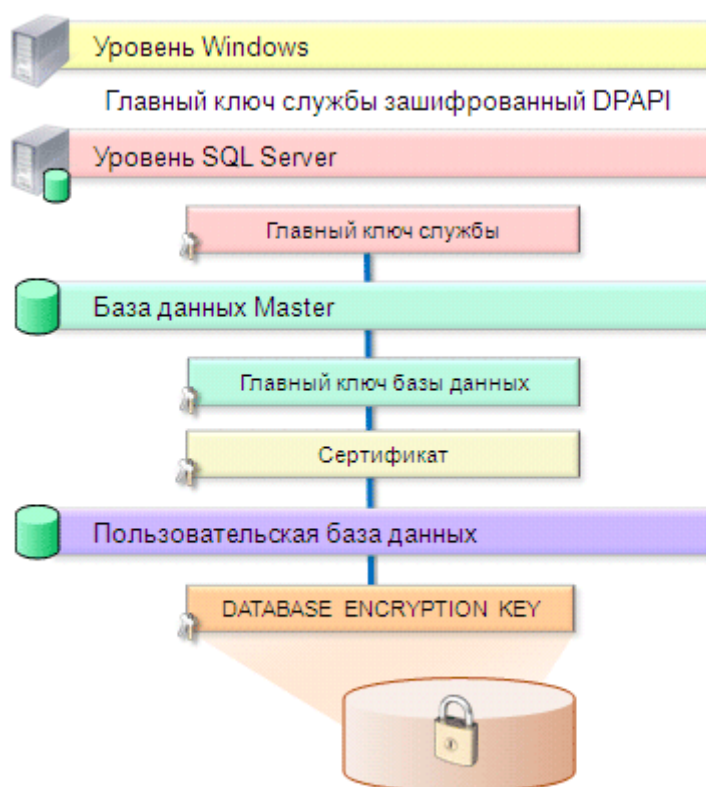 Уровень Windows
Главный ключ службы зашифрованный DPAPI
Уровень SQL Server
Главный ключ службы
База данных Master
Главный ключ базы данных
Сертификат
Пользовательская база данных
DATABASE ENCRYPTION KEY